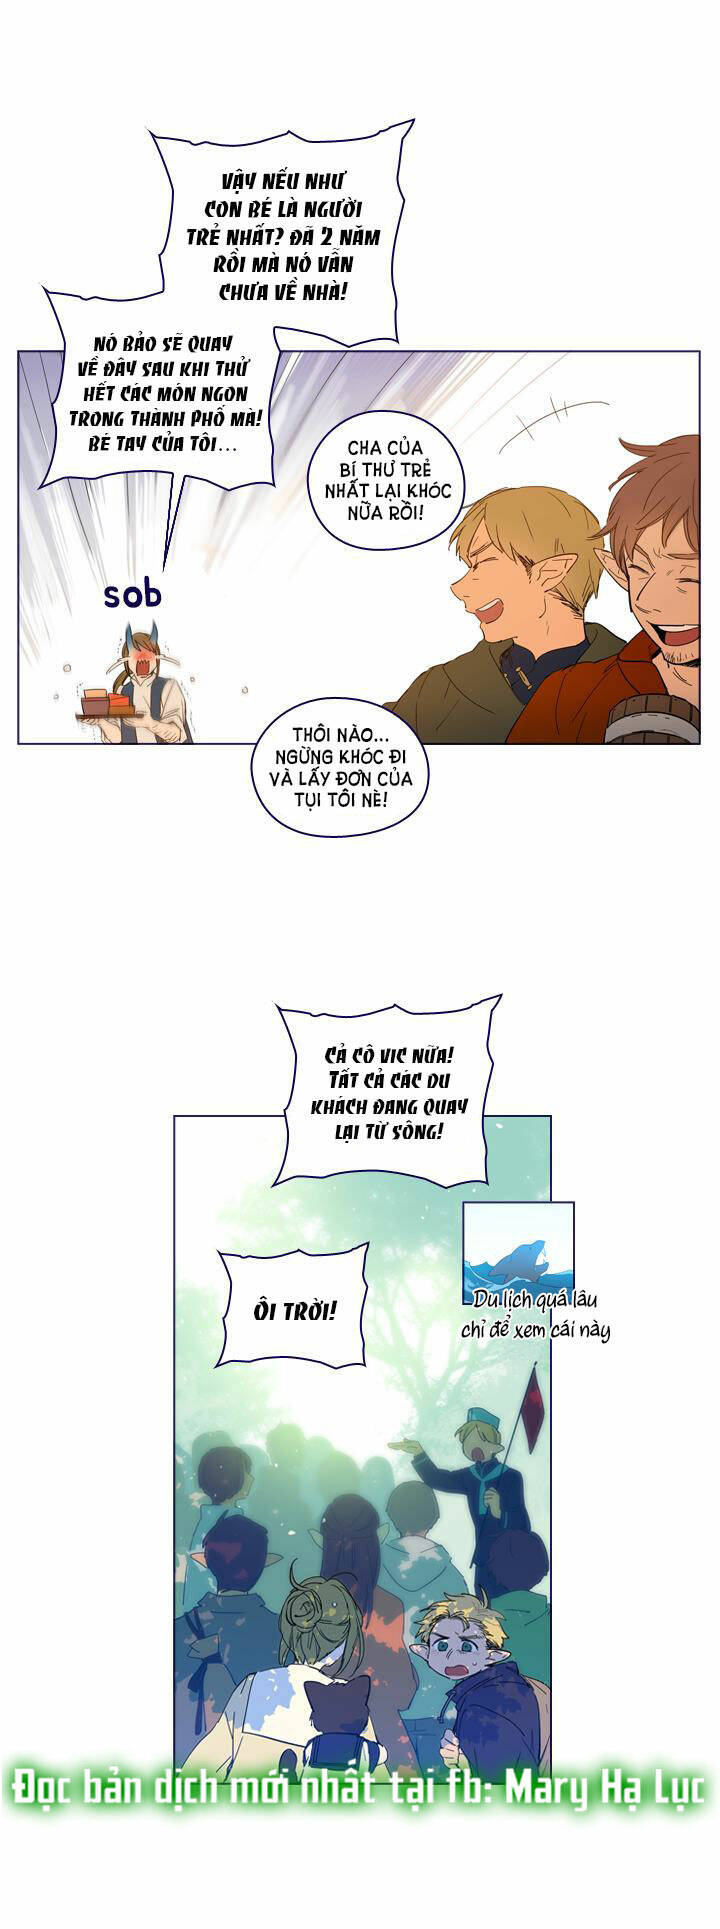 VẬY NẾU NHƯ
CON BÉ LÀ NGƯỜI
TRẺ NHẤT? ĐÃ 2 NĂM
RỒI MÀ NÓ VẪN
CHƯA VỀ NHÀ!
NÓ BẢO SẼ QUAY
VỀ ĐÂY SAU KHI THỬ
HẾT CÁC MÓN NGON
TRONG THÀNH PHỐ MÀ!
BÉ TAY CỦA TÔI...
CHA CỦA
BÍ THƯ TRẺ
NHẤT LẠI KHÓC
NỮA RỒI!
sob
THÔI NÀO...
NGỪNG KHÓC ĐI
VÀ LẤY ĐƠN CỦA
TỤI TÔI NÈ!
CẢ CÔ VIC NỮA!
TẤT CẢ CÁC DU
KHÁCH ĐANG QUAY
LẠI TỪ SÔNG!
ÔI TRỜI!
Du lịch quá lâu
chỉ để xem cái này
Đọc bản dịch mới nhất tại fb: Mary Hạ Lục